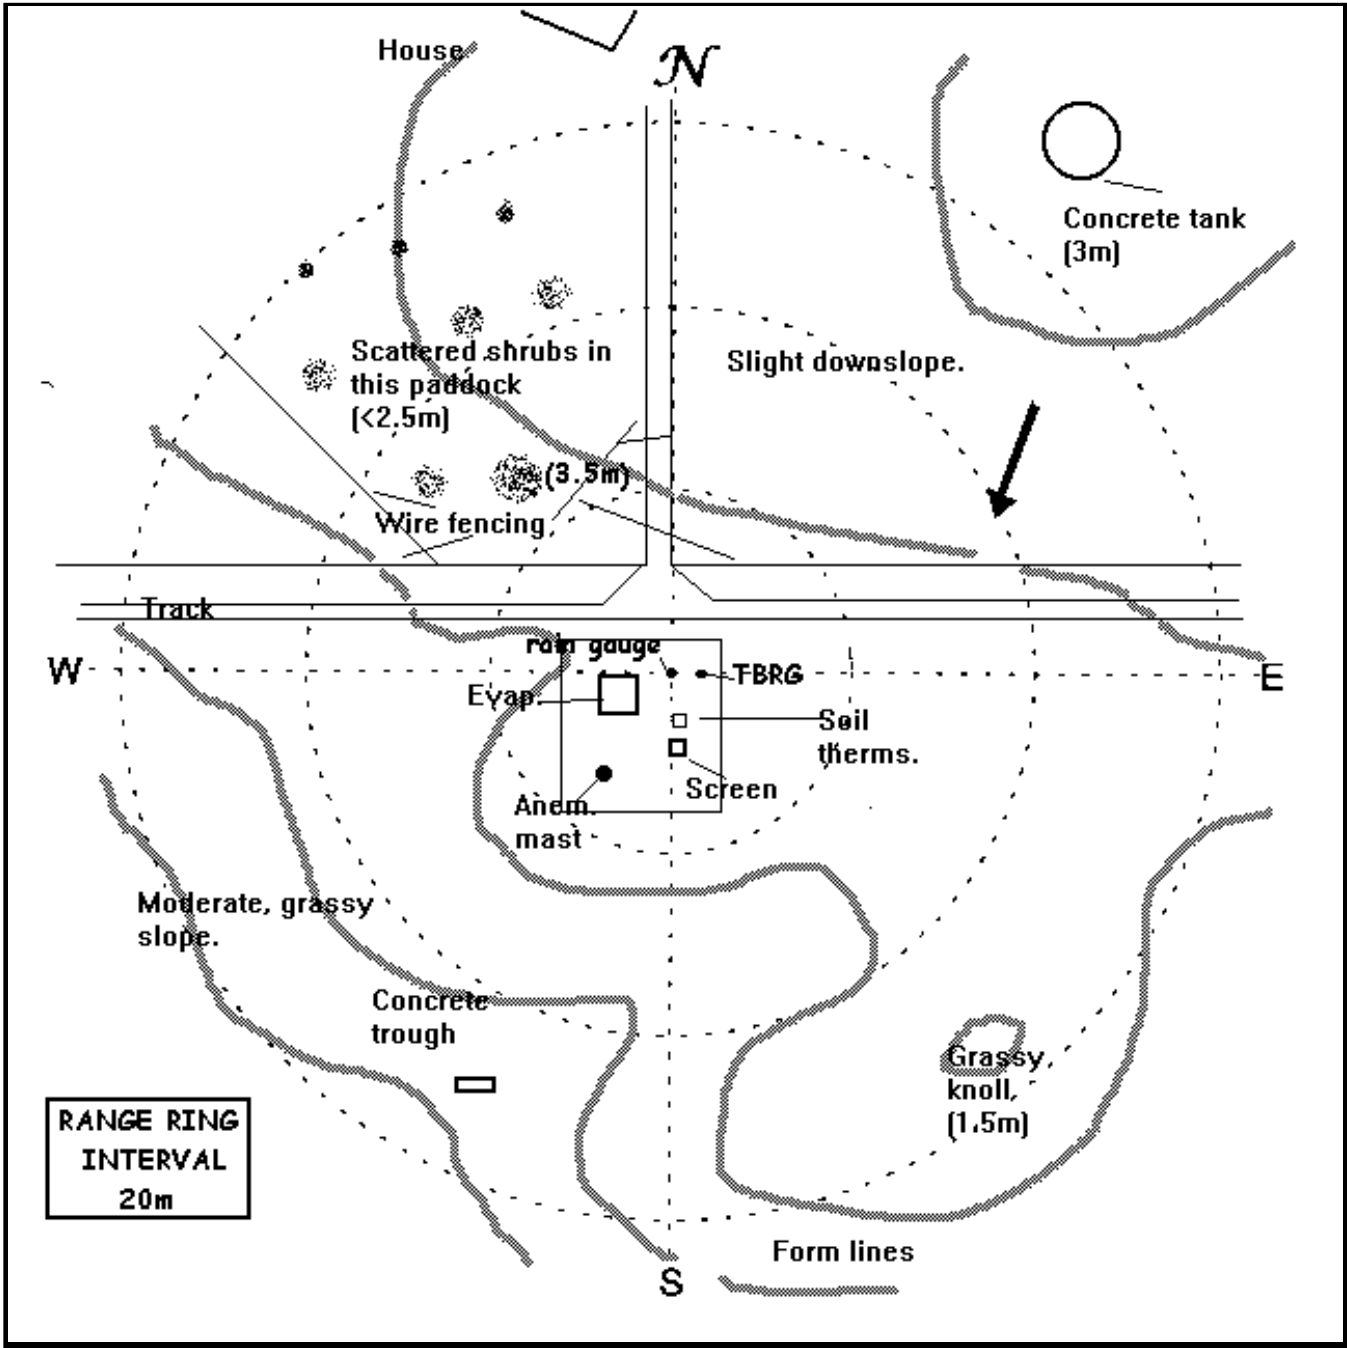 House
N
Concrete tank
(3m)
Scattered shrubs in
this paddock
(<2.5m)
Slight downslope.
(3.5m)
Wire fencing
Track
rain gauge
W
TBRG
E
Evap.
Soil
therms.
Screen
Anem.
mast
Moderate, grassy
slope.
Concrete
trough
Grassy
knoll,
(1.5m)
RANGE RING
INTERVAL
20m
Form lines
S